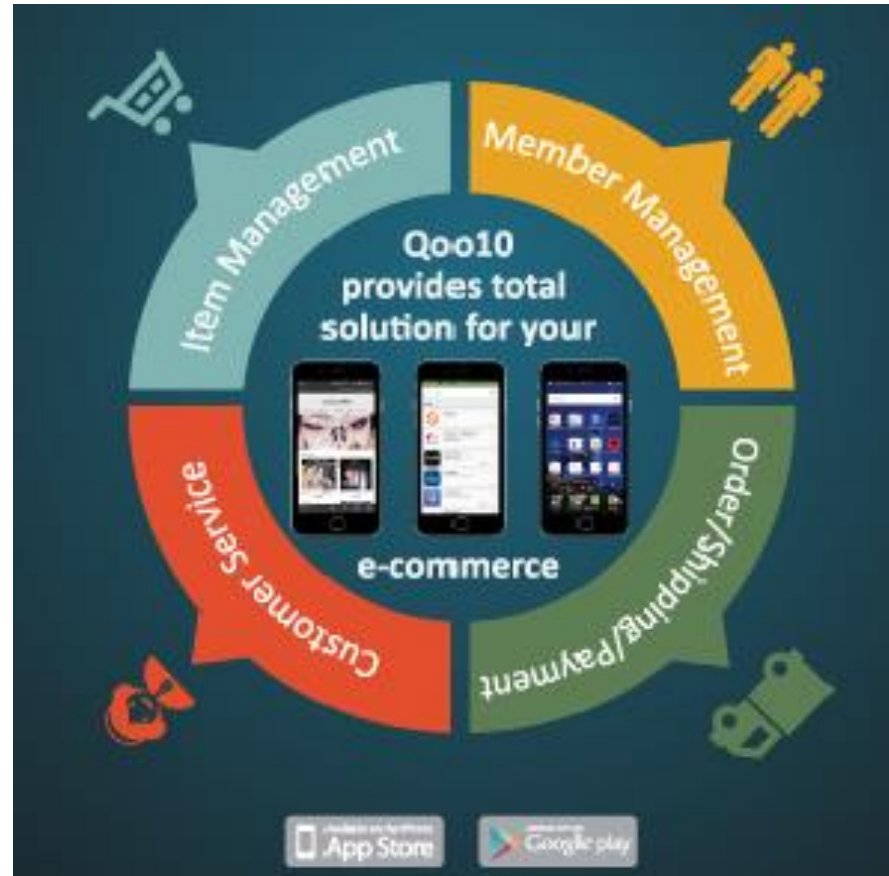 Item Management
Member Management
Qoo10
provides total
solution for your
e-commerce
Customer Service
Order/Shipping/Payment
App Store
Google play